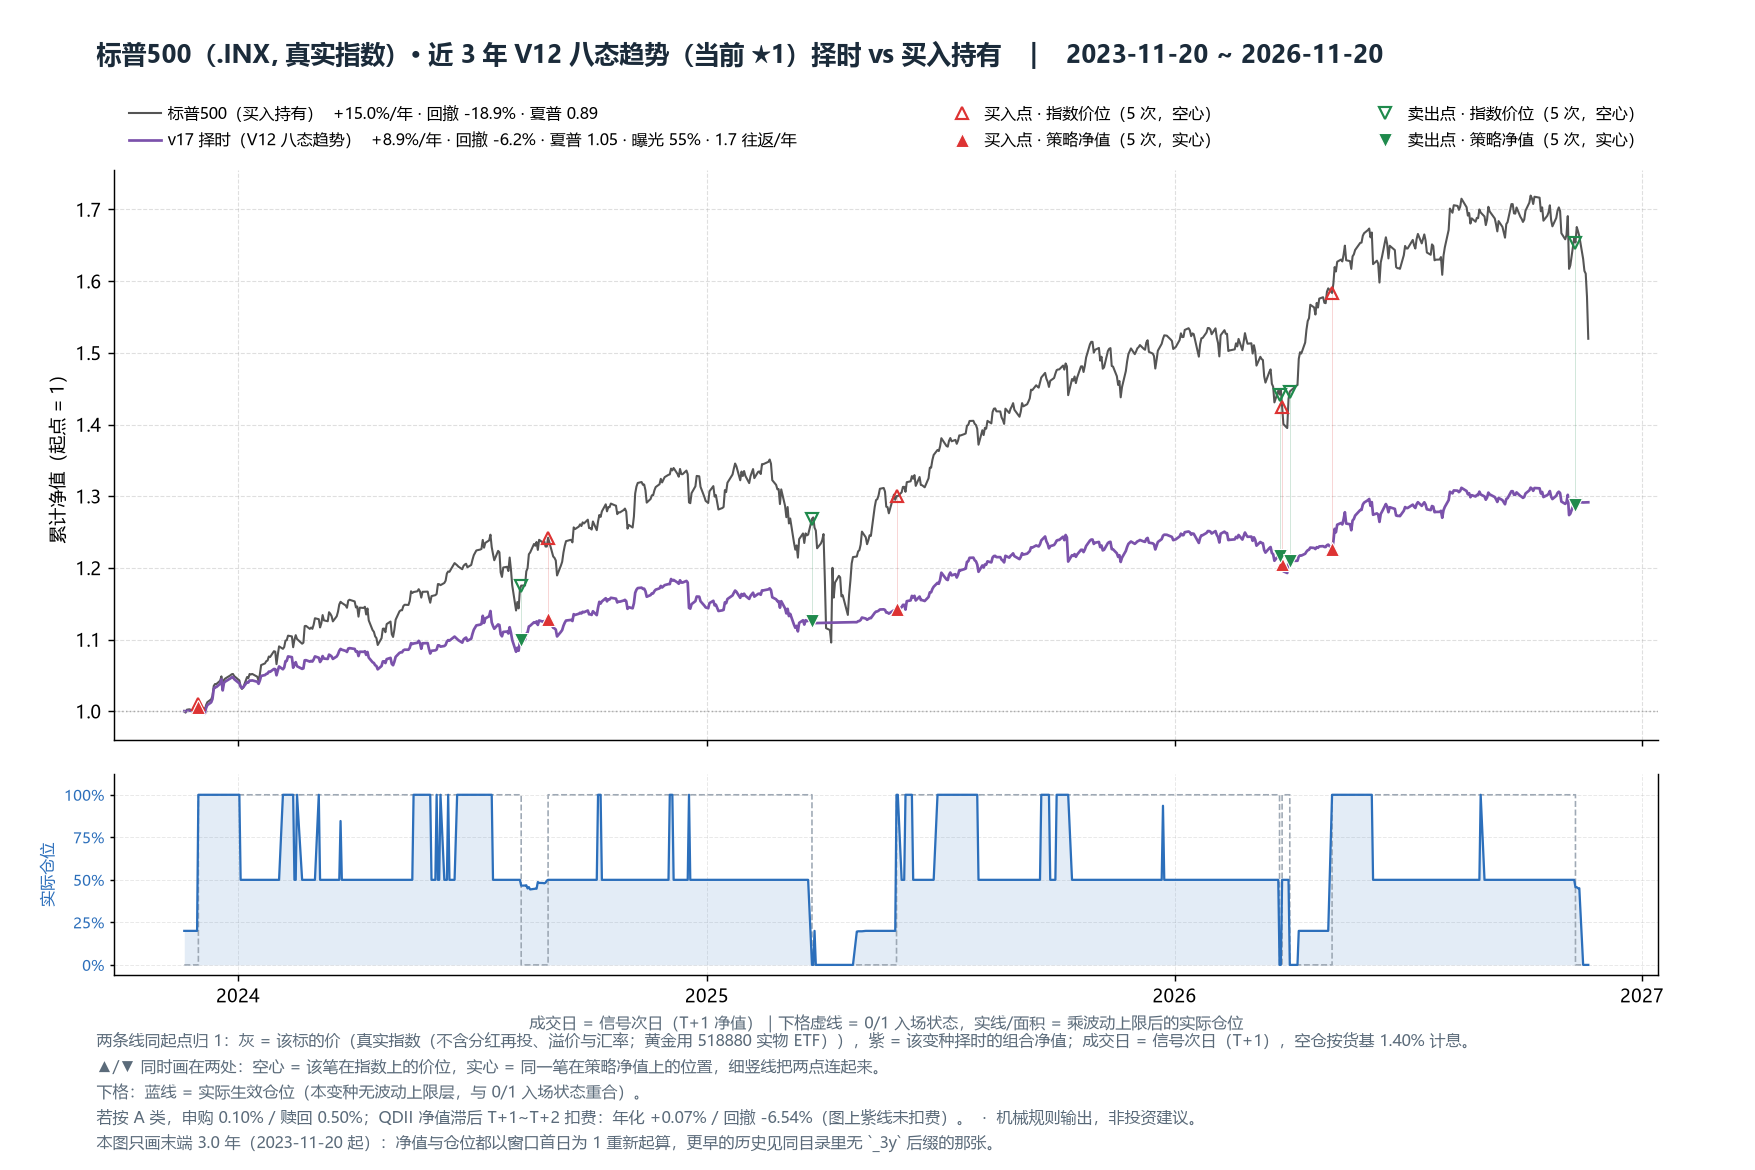 标普500（.INX, 真实指数）• 近 3 年 V12 八态趋势（当前 ★1）择时 vs 买入持有 ｜ 2023-11-20 ~ 2026-11-20
标普500（买入持有） +15.0%/年 · 回撤 -18.9% · 夏普 0.89
v17 择时（V12 八态趋势） +8.9%/年 · 回撤 -6.2% · 夏普 1.05 · 曝光 55% · 1.7 往返/年
买入点 · 指数价位（5 次，空心）
买入点 · 策略净值（5 次，实心）
卖出点 · 指数价位（5 次，空心）
卖出点 · 策略净值（5 次，实心）
累计净值（起点 = 1）
1.7
1.6
1.5
1.4
1.3
1.2
1.1
1.0
实际仓位
100%
75%
50%
25%
0%
2024
2025
2026
2027
成交日 = 信号次日（T+1 净值）｜下格虚线 = 0/1 入场状态，实线/面积 = 乘波动上限后的实际仓位
两条线同起点归 1：灰 = 该标的价（真实指数（不含分红再投、溢价与汇率；黄金用 518880 实物 ETF）），紫 = 该变种择时的组合净值；成交日 = 信号次日（T+1），空仓按货基 1.40% 计息。
▲/▼ 同时画在两处：空心 = 该笔在指数上的价位，实心 = 同一笔在策略净值上的位置，细竖线把两点连起来。
下格：蓝线 = 实际生效仓位（本变种无波动上限层，与 0/1 入场状态重合）。
若按 A 类，申购 0.10% / 赎回 0.50%；QDII 净值滞后 T+1~T+2 扣费：年化 +0.07% / 回撤 -6.54%（图上紫线未扣费）。 · 机械规则输出，非投资建议。
本图只画末端 3.0 年（2023-11-20 起）：净值与仓位都以窗口首日为 1 重新起算，更早的历史见同目录里无 `_3y` 后缀的那张。